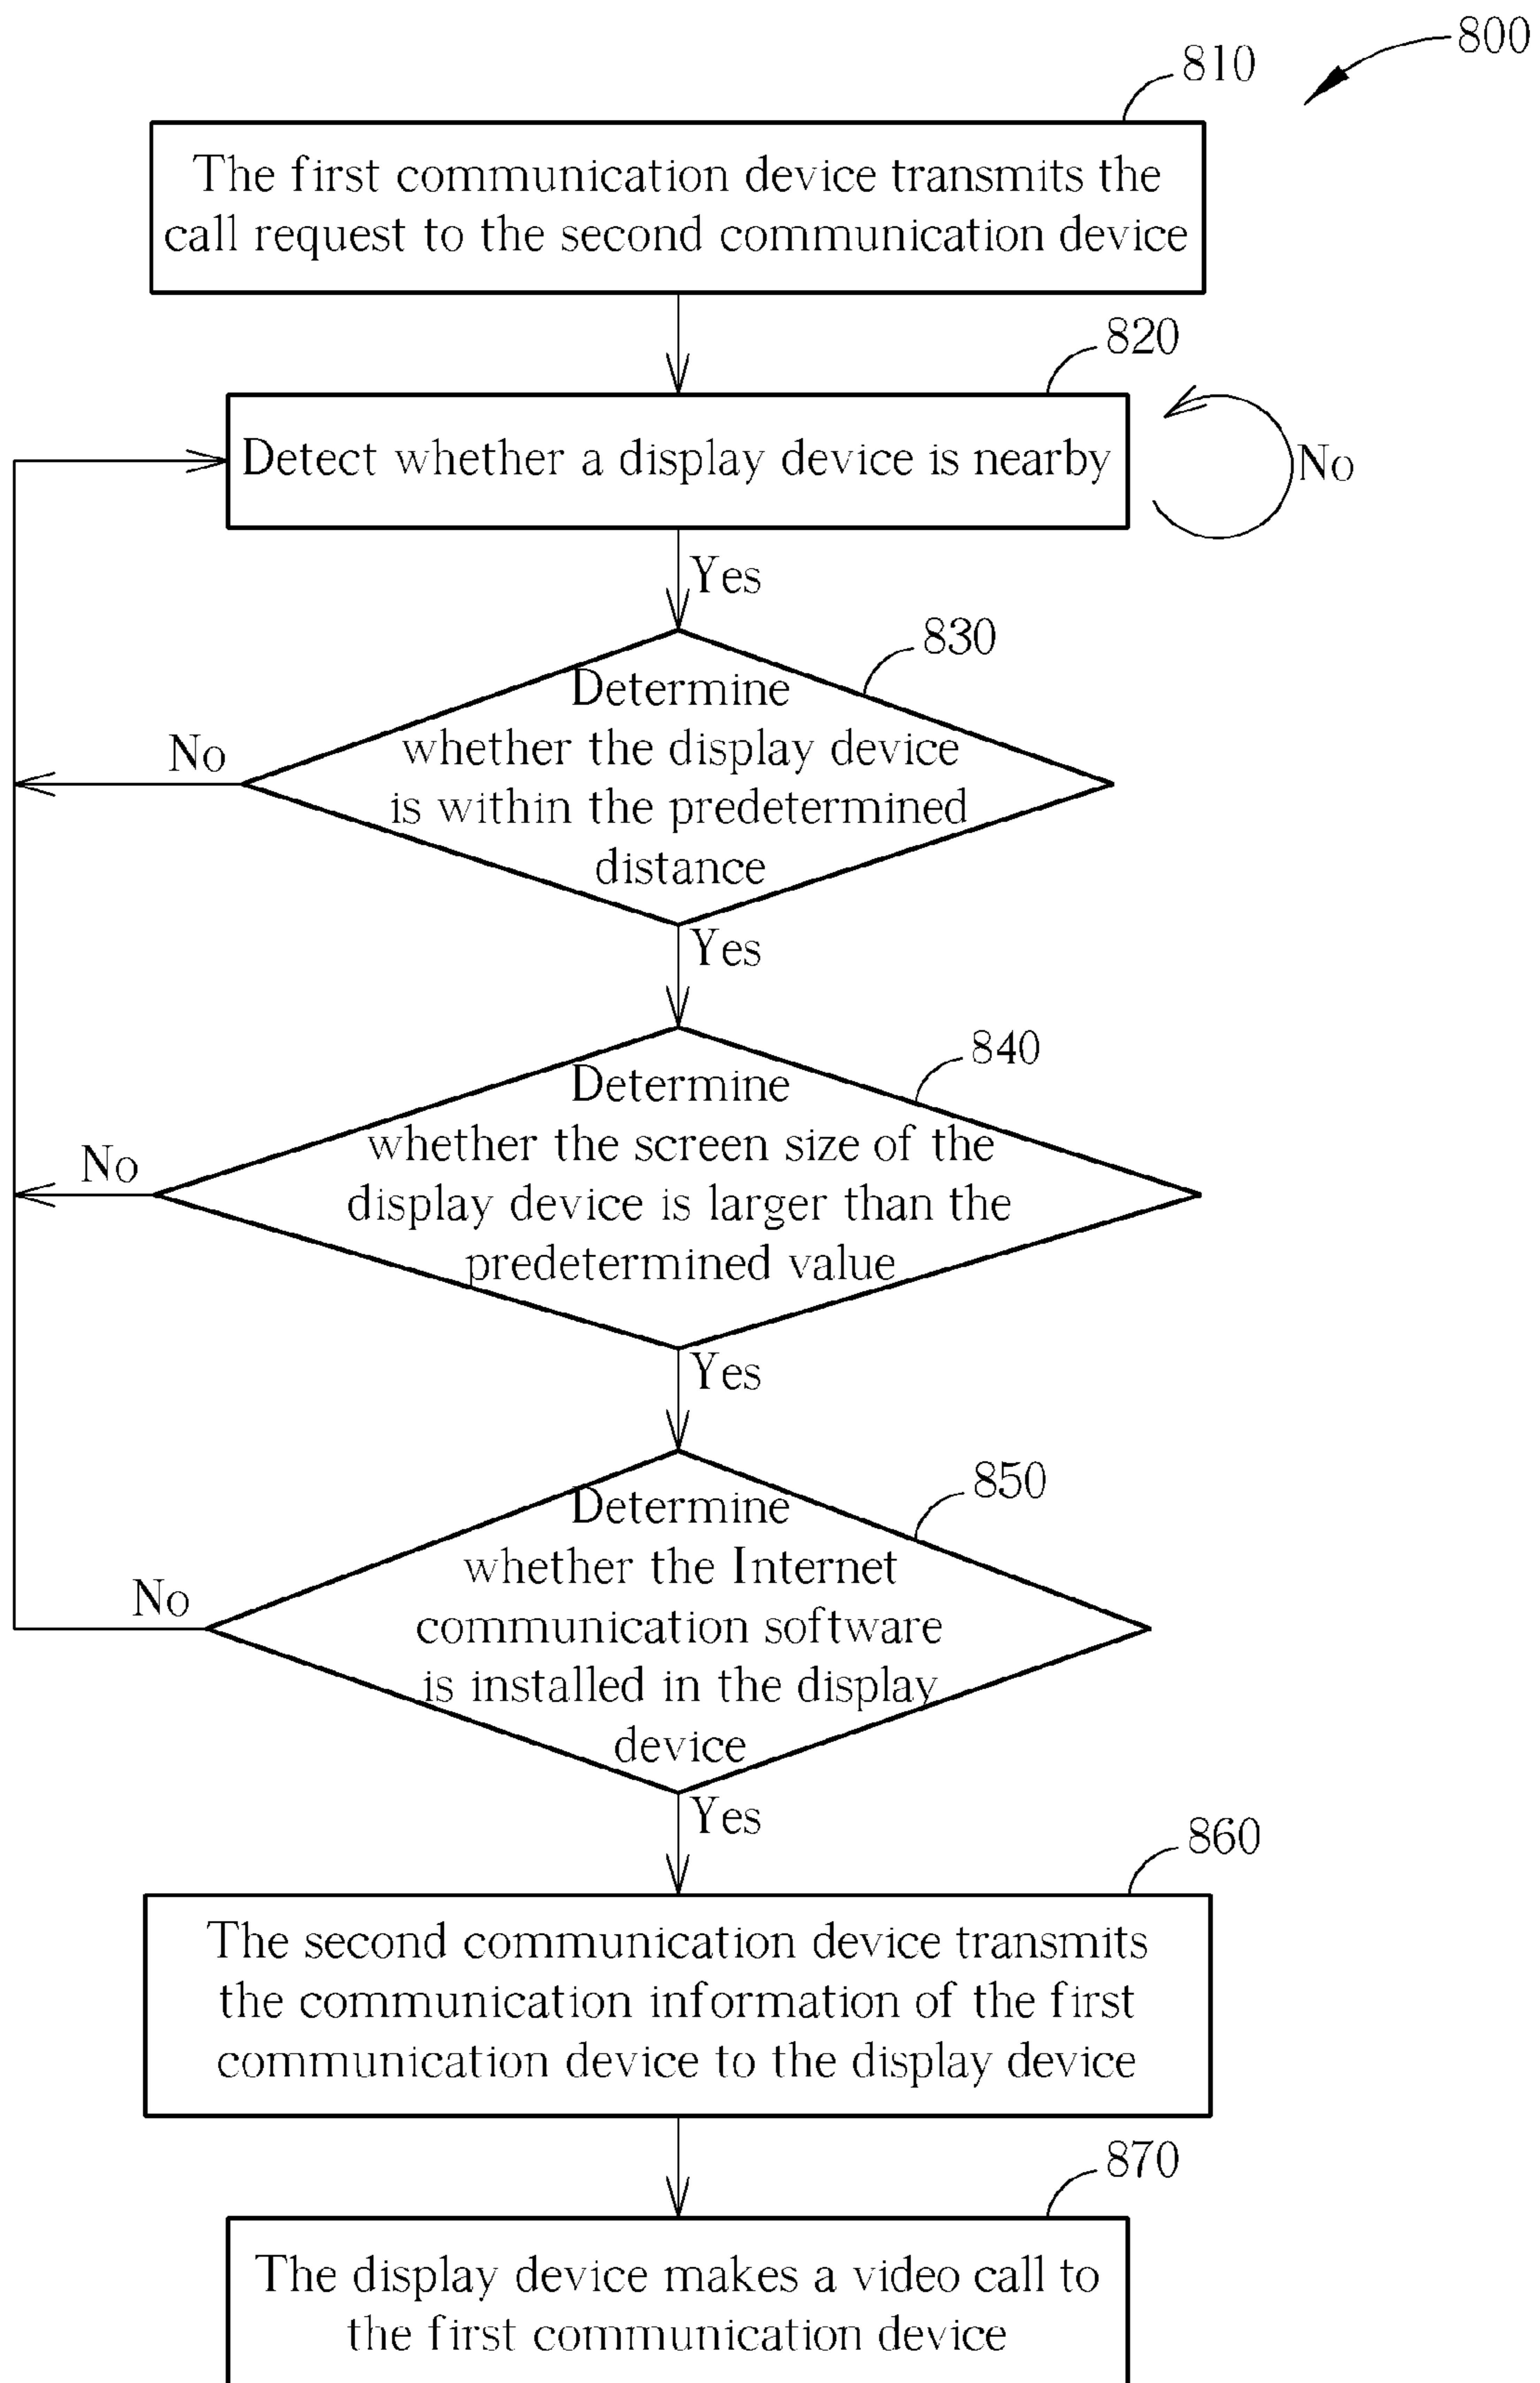 800
810
The first communication device transmits the
call request to the second communication device
820
Detect whether a display device is nearby
No
Yes
830
Determine
whether the display device
is within the predetermined
distance
No
Yes
840
Determine
whether the screen size of the
display device is larger than the
predetermined value
No
Yes
850
Determine
whether the Internet
communication software
is installed in the display
device
No
Yes
860
The second communication device transmits
the communication information of the first
communication device to the display device
870
The display device makes a video call to
the first communication device